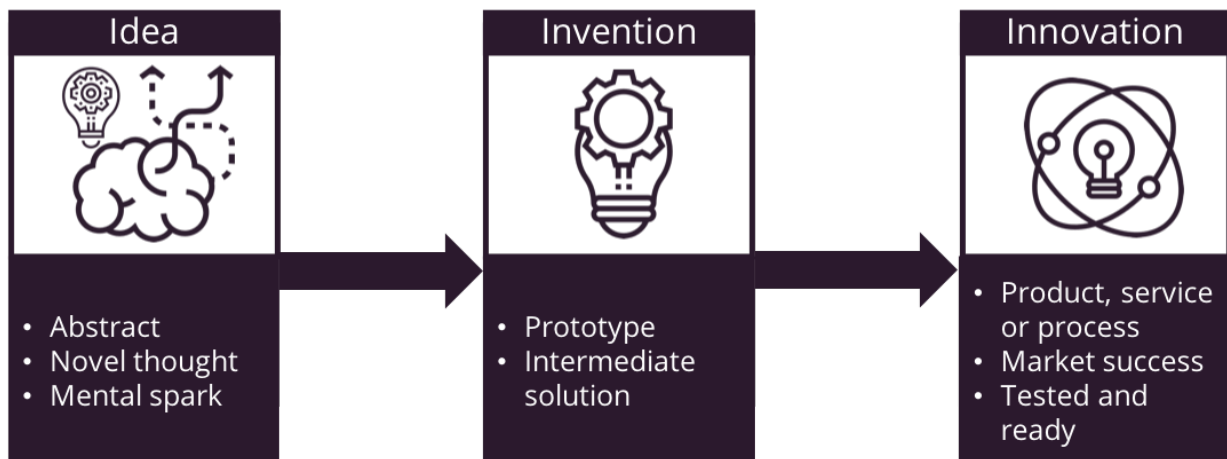 Idea
• Abstract
• Novel thought
• Mental spark
Invention
• Prototype
• Intermediate
solution
Innovation
• Product, service
or process
• Market success
• Tested and
ready